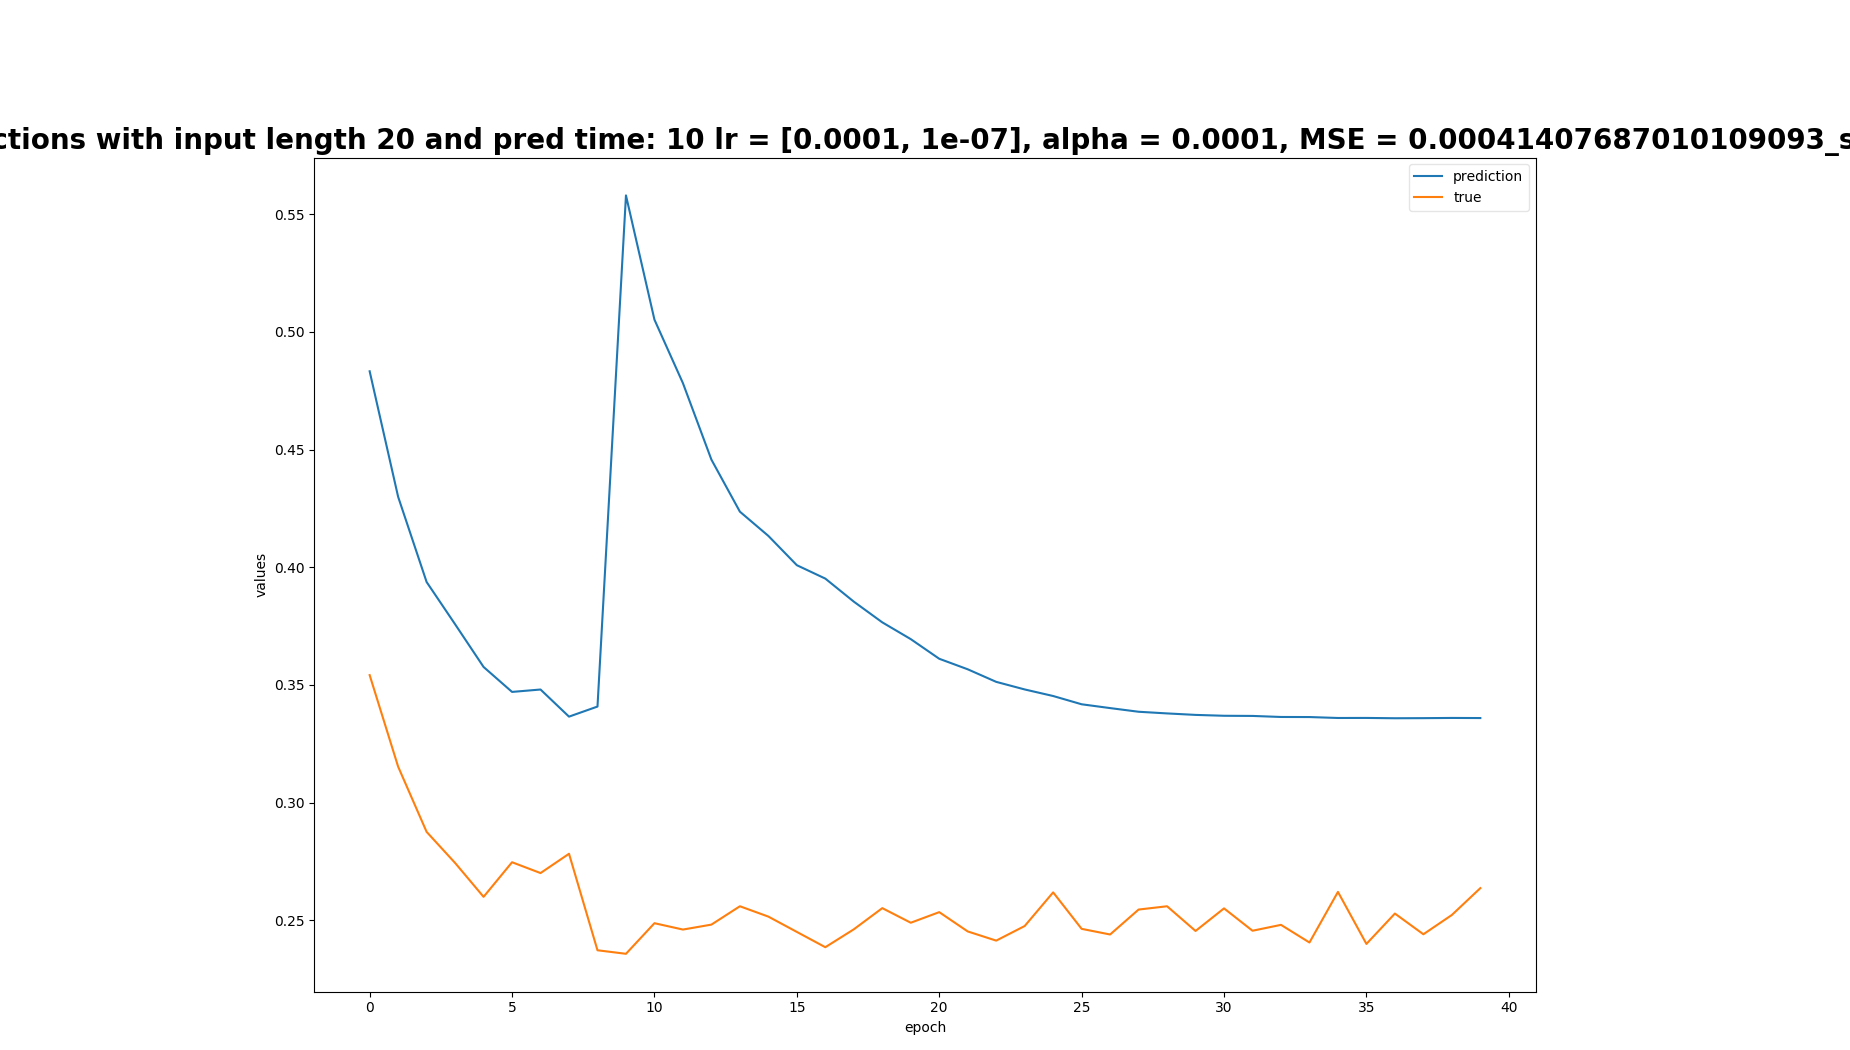 ctions with input length 20 and pred time: 10 lr = [0.0001, 1e-07], alpha = 0.0001, MSE = 0.00041407687010109093_s
prediction
true
0.55
0.50
0.45
0.40
0.35
0.30
0.25
values
0 5 10 15 20 25 30 35 40
epoch